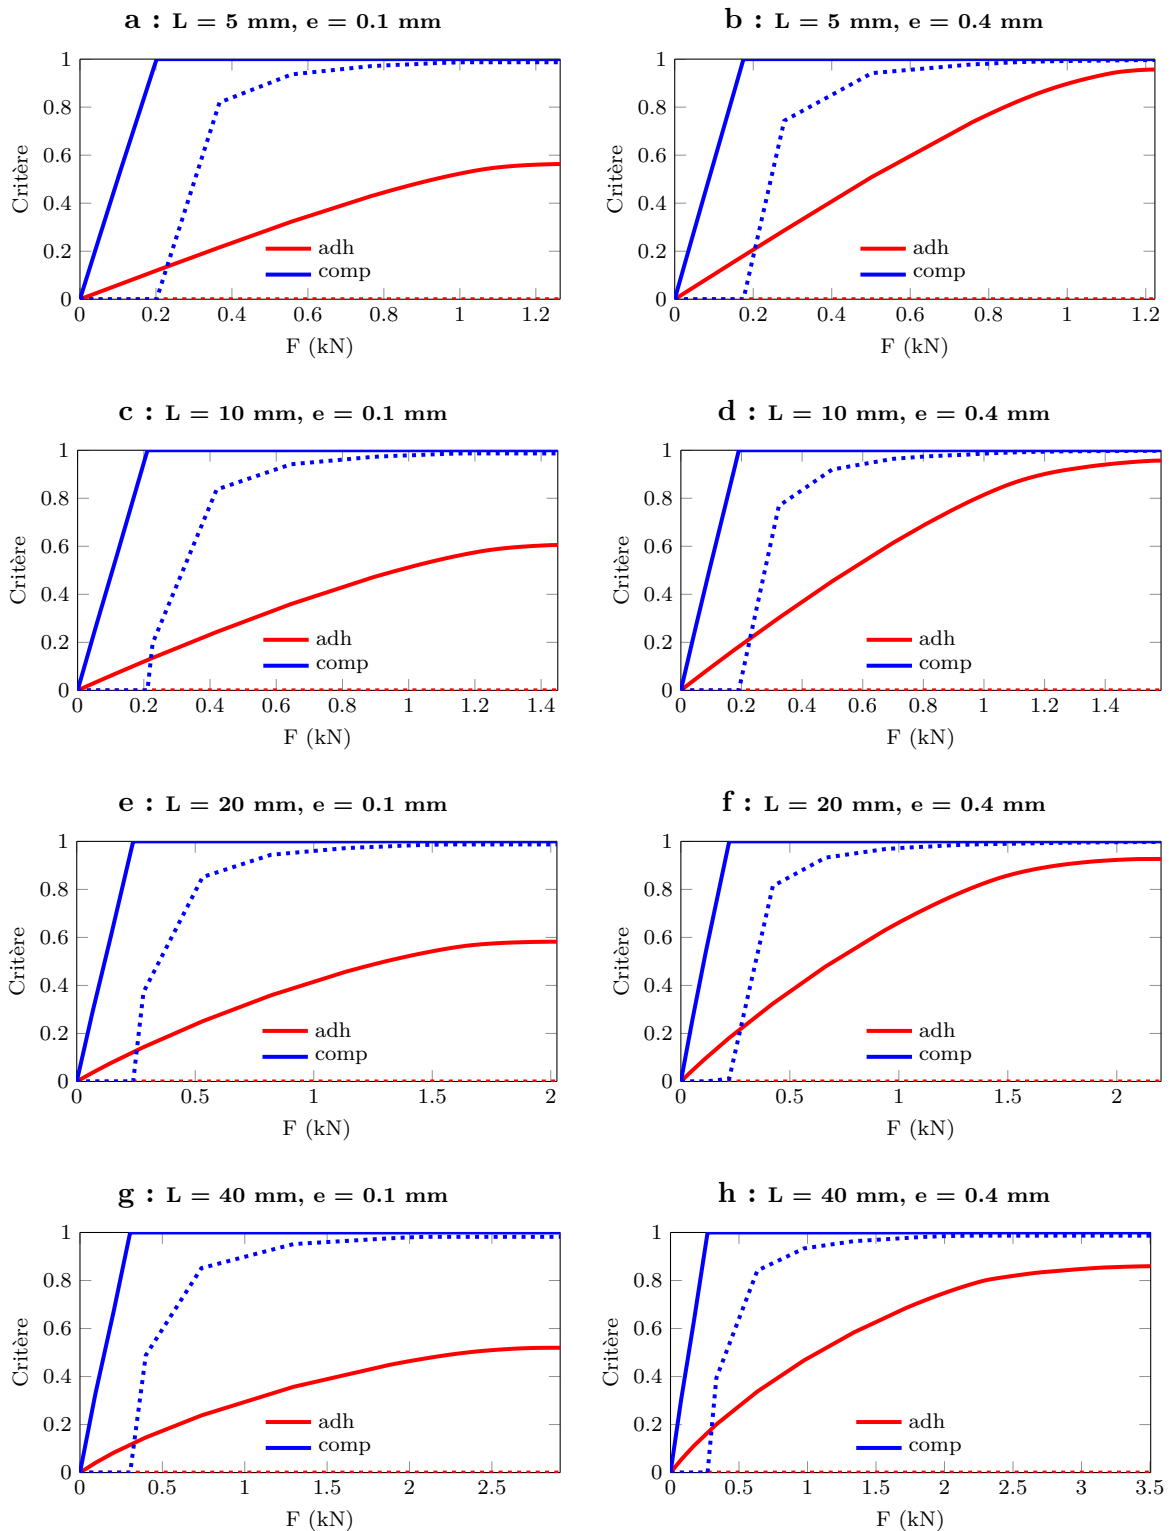 a : L = 5 mm, e = 0.1 mm
1
0.8
0.6
0.4
0.2
0
Critère
adh
comp
0 0.2 0.4 0.6 0.8 1 1.2
F (kN)
b : L = 5 mm, e = 0.4 mm
1
0.8
0.6
0.4
0.2
0
Critère
adh
comp
0 0.2 0.4 0.6 0.8 1 1.2
F (kN)
c : L = 10 mm, e = 0.1 mm
1
0.8
0.6
0.4
0.2
0
Critère
adh
comp
0 0.2 0.4 0.6 0.8 1 1.2 1.4
F (kN)
d : L = 10 mm, e = 0.4 mm
1
0.8
0.6
0.4
0.2
0
Critère
adh
comp
0 0.2 0.4 0.6 0.8 1 1.2 1.4
F (kN)
e : L = 20 mm, e = 0.1 mm
1
0.8
0.6
0.4
0.2
0
Critère
adh
comp
0 0.5 1 1.5 2
F (kN)
f : L = 20 mm, e = 0.4 mm
1
0.8
0.6
0.4
0.2
0
Critère
adh
comp
0 0.5 1 1.5 2
F (kN)
g : L = 40 mm, e = 0.1 mm
1
0.8
0.6
0.4
0.2
0
Critère
adh
comp
0 0.5 1 1.5 2 2.5
F (kN)
h : L = 40 mm, e = 0.4 mm
1
0.8
0.6
0.4
0.2
0
Critère
adh
comp
0 0.5 1 1.5 2 2.5 3 3.5
F (kN)